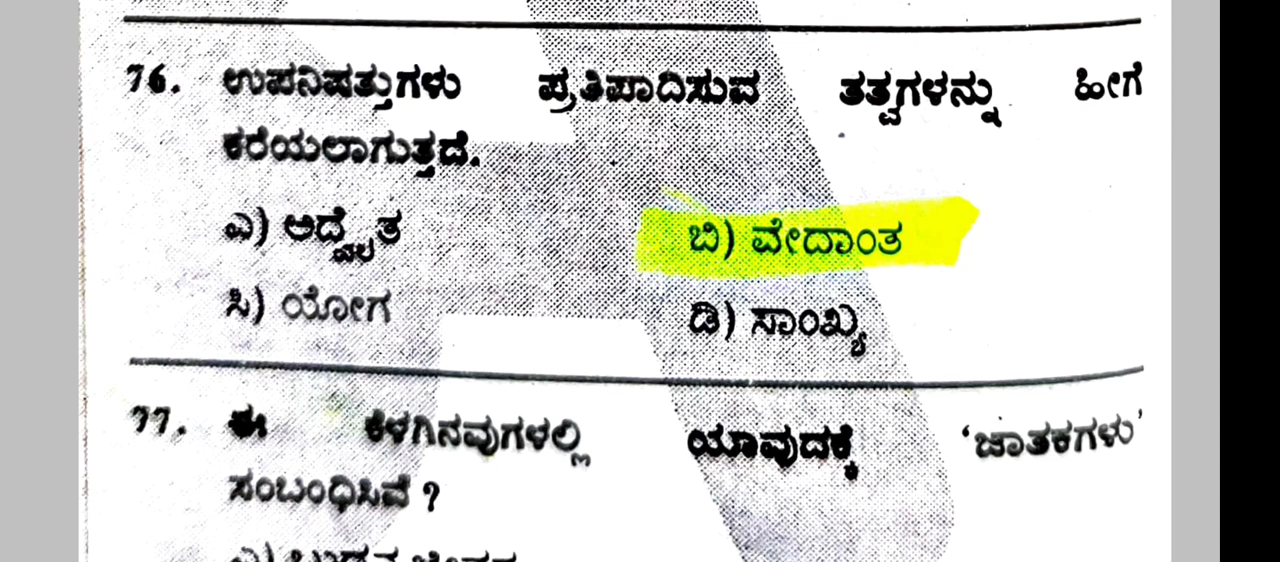 76. ಉಪನಿಷತ್ತುಗಳು ಪ್ರತಿಪಾದಿಸುವ ತತ್ವಗಳನ್ನು ಹೀಗೆ
ಕರೆಯಲಾಗುತ್ತದೆ.
ಎ) ಅದ್ವೈತ ಬಿ) ವೇದಾಂತ
ಸಿ) ಯೋಗ ಡಿ) ಸಾಂಖ್ಯ
77. ಈ ಕೆಳಗಿನವುಗಳಲ್ಲಿ ಯಾವುದಕ್ಕೆ 'ಜಾತಕಗಳು'
ಸಂಬಂಧಿಸಿವೆ ?